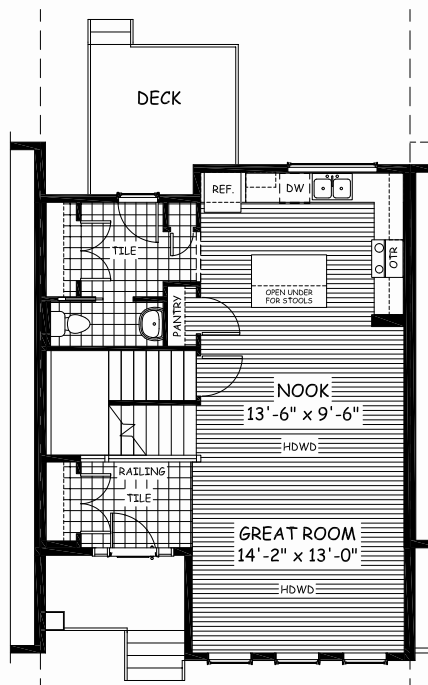 DECK
REF.
DW
TILE
OTR
OPEN UNDER
FOR STOOLS
PANTRY
NOOK
13'-6" x 9'-6"
HDWD
RAILING
TILE
GREAT ROOM
14'-2" x 13'-0"
HDWD